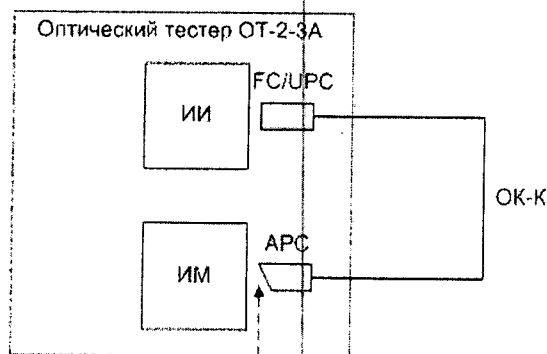 Оптический тестер ОТ-2-3А
FC/UPC
ИИ
ОК-К
APC
ИМ